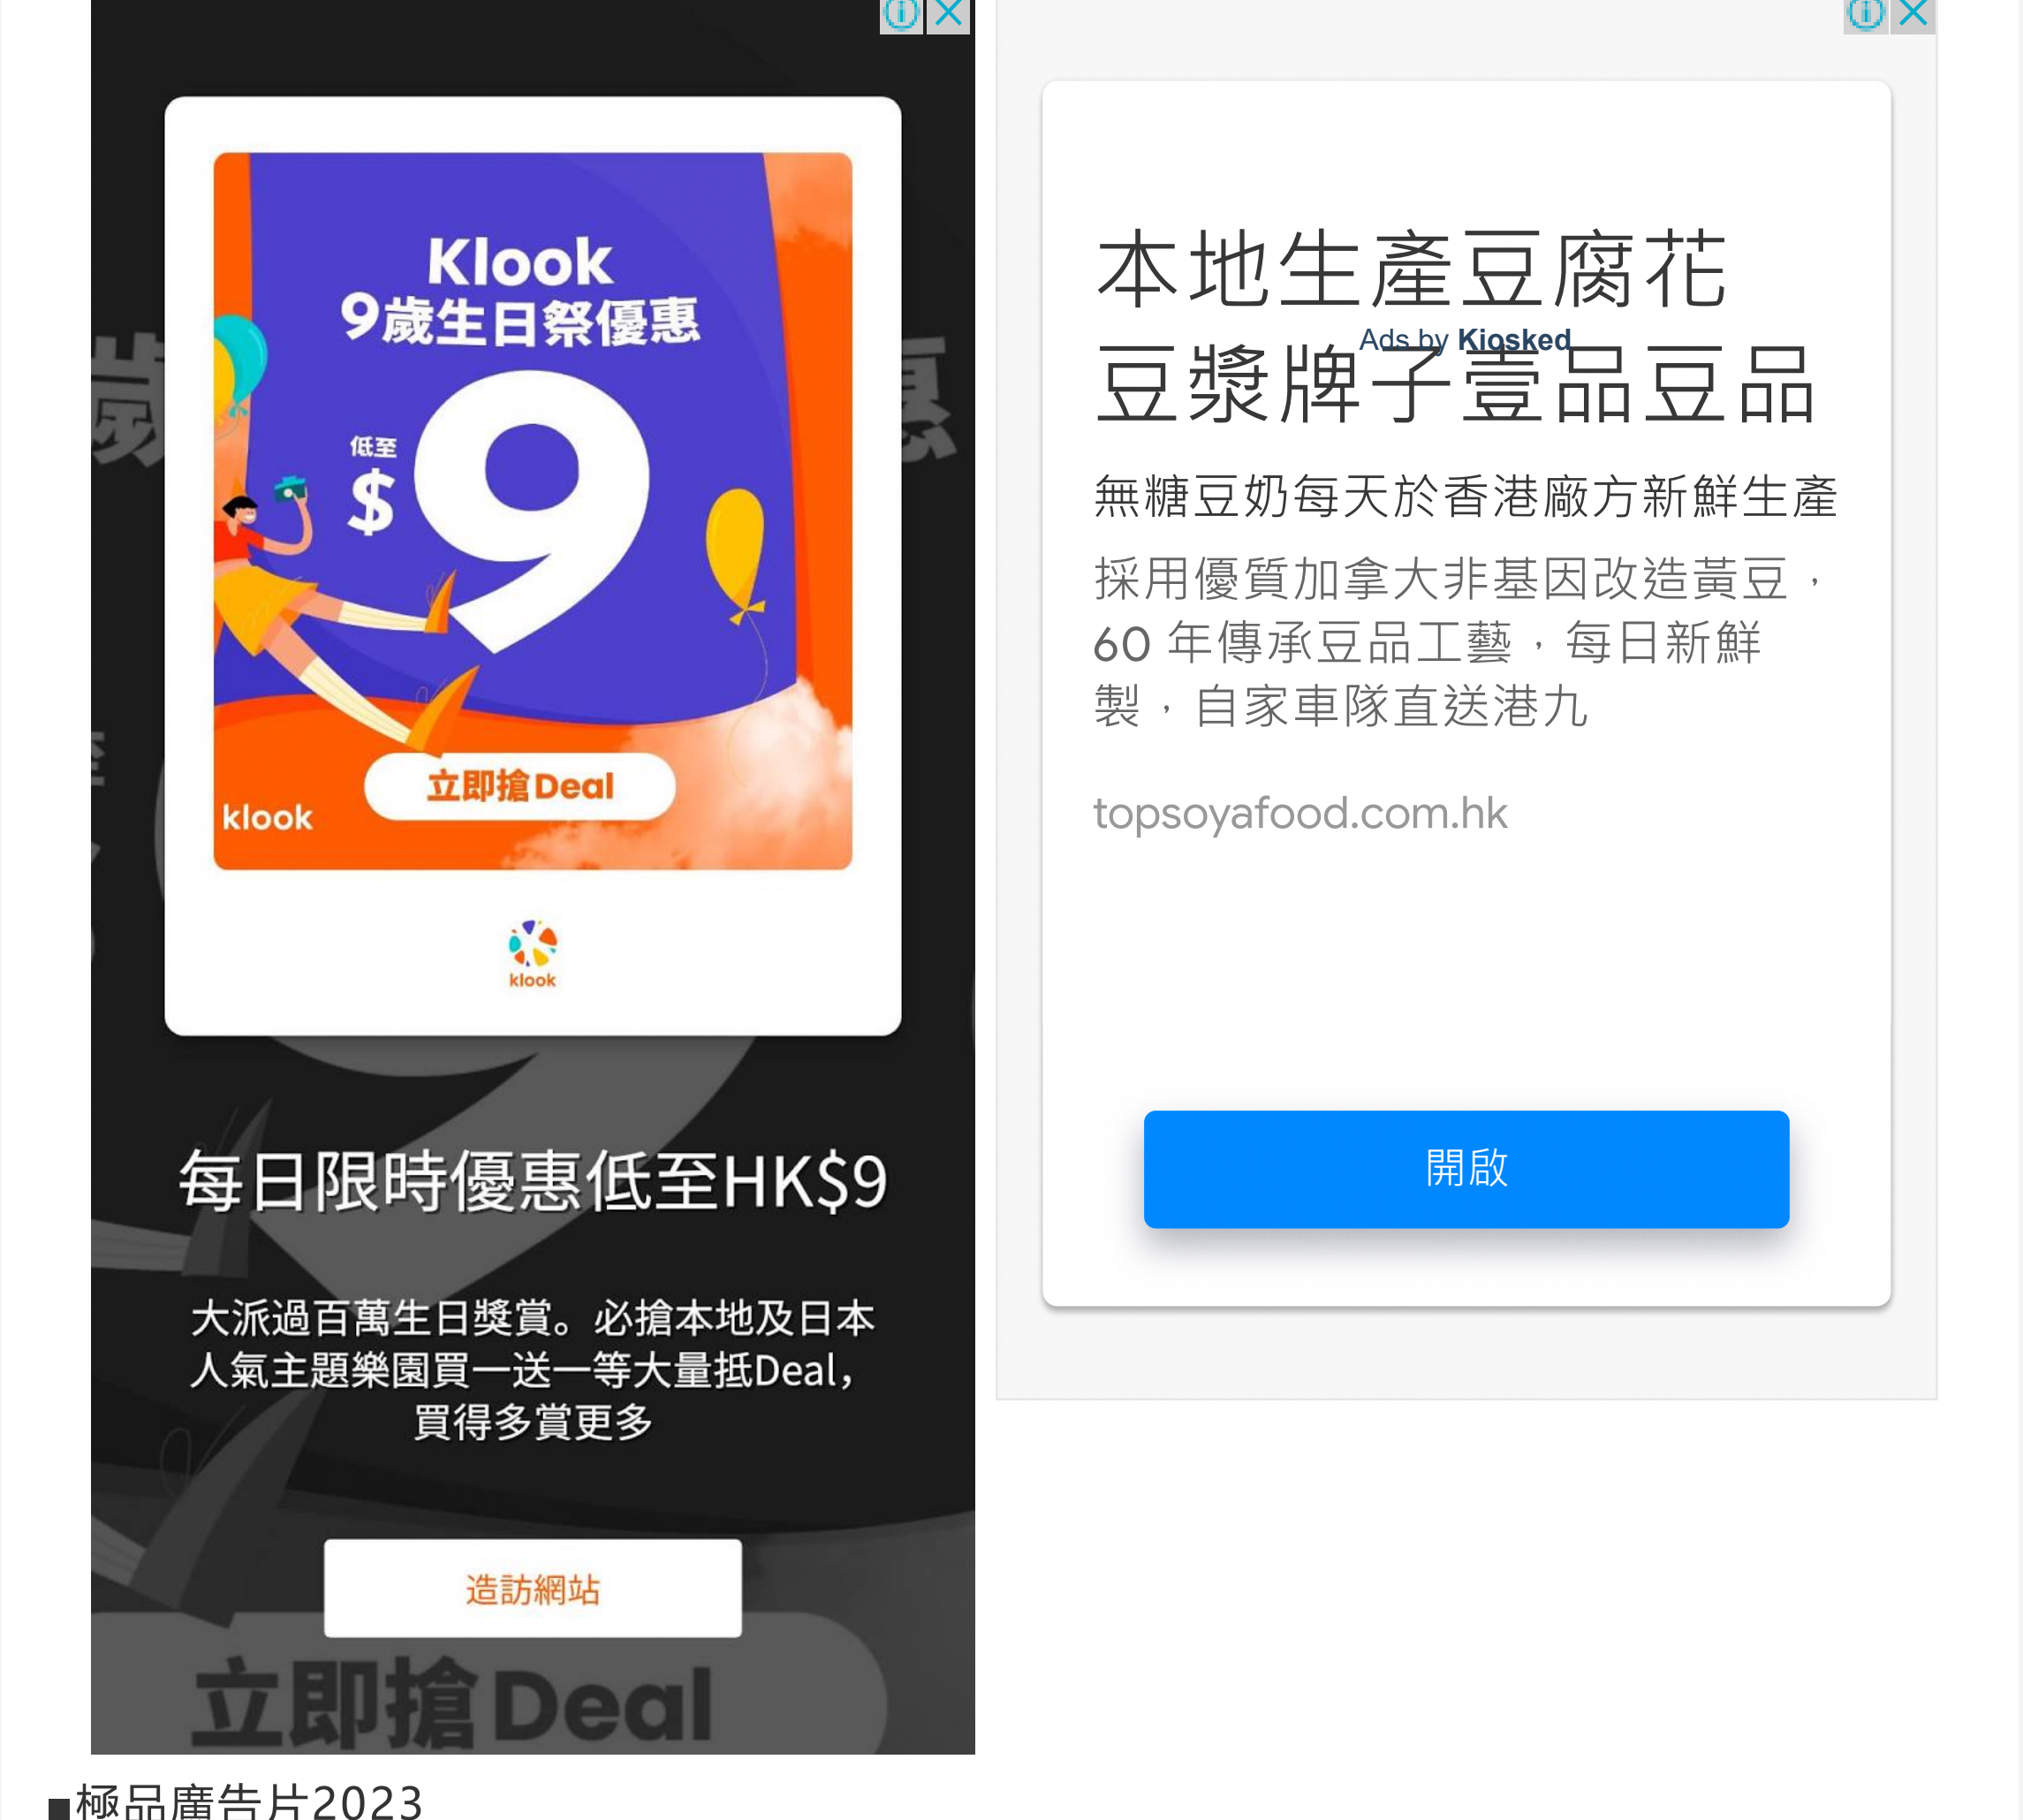 Klook
9歲生日祭優惠
低至
$9
立即搶Deal
klook
klook
每日限時優惠低至HK$9
大派過百萬生日獎賞。必搶本地及日本
人氣主題樂園買一送一等大量抵Deal，
買得多賞更多
造訪網站
立即搶Deal
歲
惠
至
■極品廣告片2023
本地生產豆腐花
Ads by Kiosked
豆漿牌子壹品豆品
無糖豆奶每天於香港廠方新鮮生產
採用優質加拿大非基因改造黃豆，
60 年傳承豆品工藝，每日新鮮
製，自家車隊直送港九
topsoyafood.com.hk
開啟